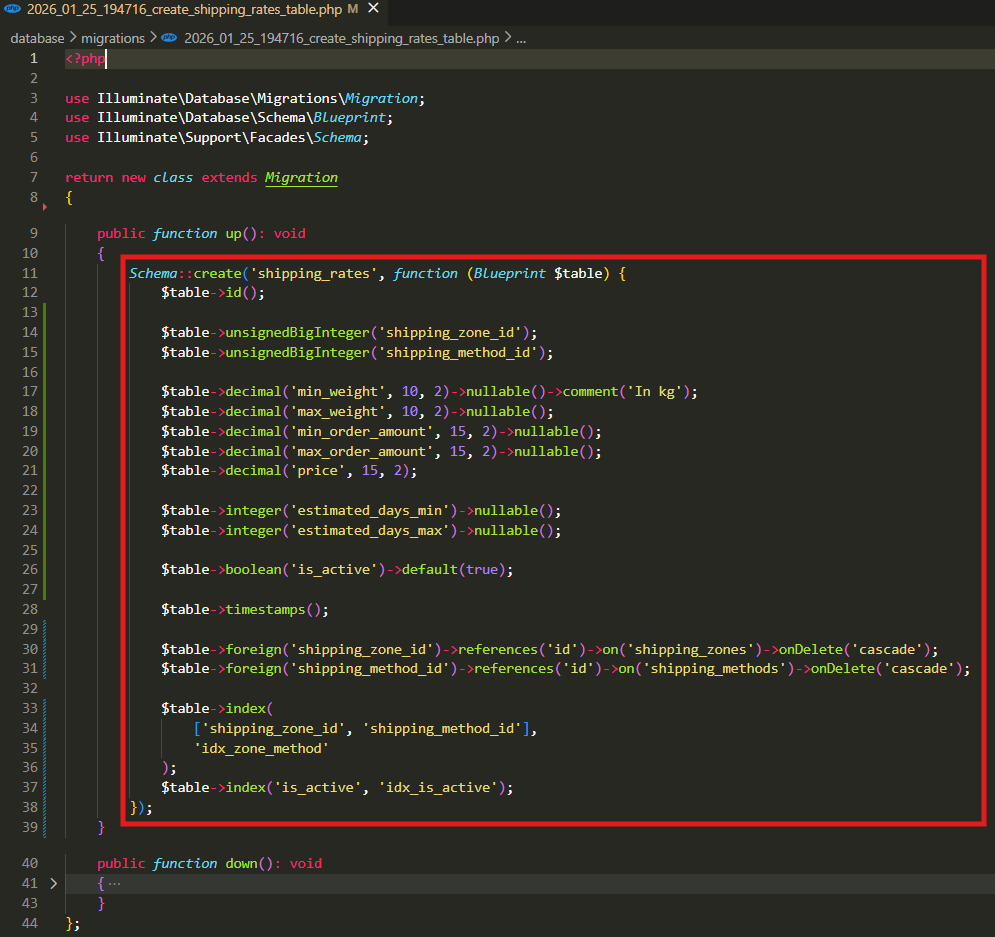 php 2026_01_25_194716_create_shipping_rates_table.php M ×
database > migrations > php 2026_01_25_194716_create_shipping_rates_table.php > ...
1 <?php
2
3 use Illuminate\Database\Migrations\Migration;
4 use Illuminate\Database\Schema\Blueprint;
5 use Illuminate\Support\Facades\Schema;
6
7 return new class extends Migration
8 {
9     public function up(): void
10     {
11         Schema::create('shipping_rates', function (Blueprint $table) {
12             $table->id();
13
14             $table->unsignedBigInteger('shipping_zone_id');
15             $table->unsignedBigInteger('shipping_method_id');
16
17             $table->decimal('min_weight', 10, 2)->nullable()->comment('In kg');
18             $table->decimal('max_weight', 10, 2)->nullable();
19             $table->decimal('min_order_amount', 15, 2)->nullable();
20             $table->decimal('max_order_amount', 15, 2)->nullable();
21             $table->decimal('price', 15, 2);
22
23             $table->integer('estimated_days_min')->nullable();
24             $table->integer('estimated_days_max')->nullable();
25
26             $table->boolean('is_active')->default(true);
27
28             $table->timestamps();
29
30             $table->foreign('shipping_zone_id')->references('id')->on('shipping_zones')->onDelete('cascade');
31             $table->foreign('shipping_method_id')->references('id')->on('shipping_methods')->onDelete('cascade');
32
33             $table->index(
34                 ['shipping_zone_id', 'shipping_method_id'],
35                 'idx_zone_method'
36             );
37             $table->index('is_active', 'idx_is_active');
38         });
39     }
40     public function down(): void
41     { ...
43     }
44 };